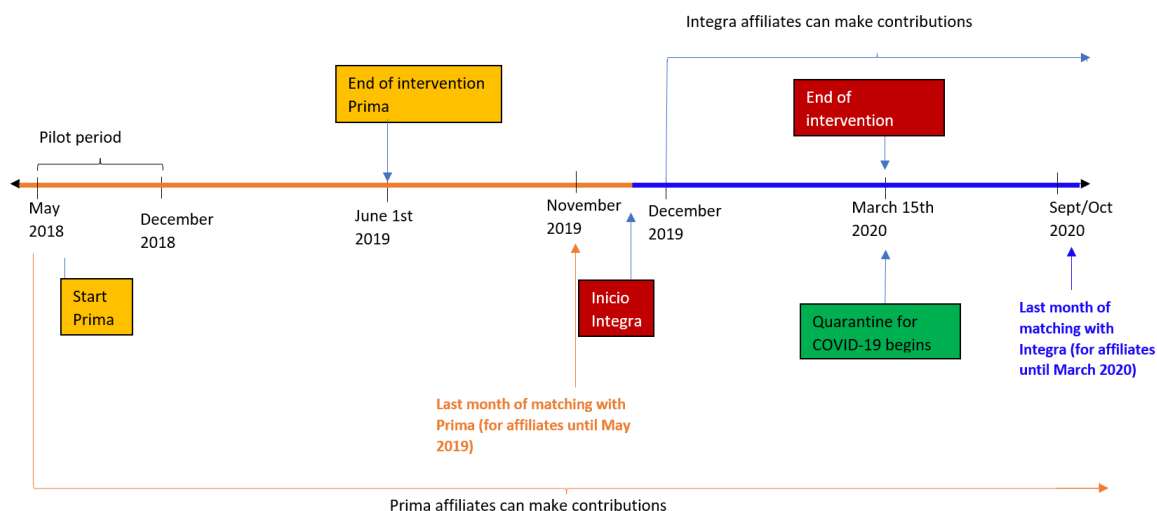 Integra affiliates can make contributions
End of intervention
Prima
End of
intervention
Pilot period
May
2018
December
2018
June 1st
2019
November
2019
December
2019
March 15th
2020
Sept/Oct
2020
Start
Prima
Inicio
Integra
Quarantine for
COVID-19 begins
Last month of
matching with
Integra (for affiliates
until March 2020)
Last month of matching with
Prima (for affiliates until May
2019)
Prima affiliates can make contributions